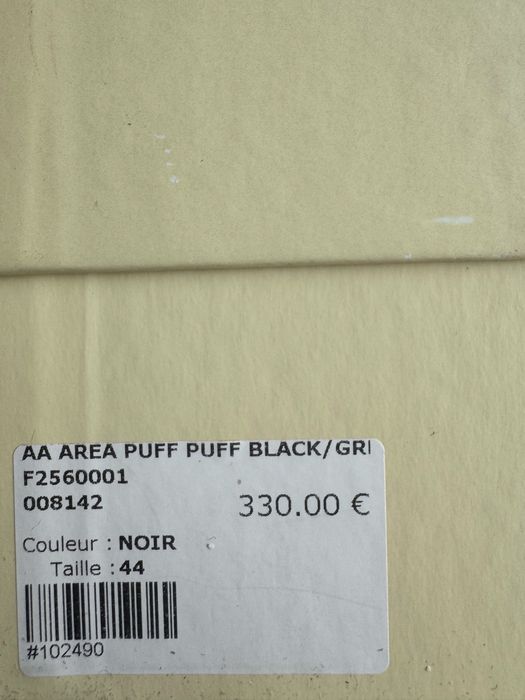 AA AREA PUFF PUFF BLACK/GRI
F2560001
008142
330.00 €
Couleur : NOIR
Taille : 44
#102490